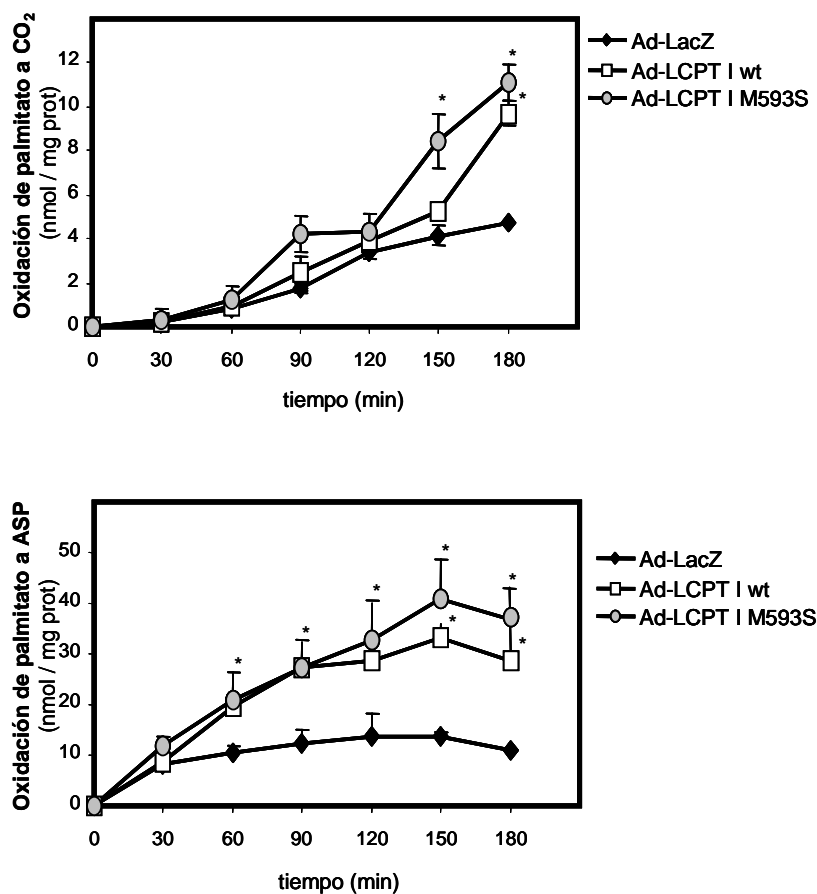 Oxidación de palmitato a CO₂
(nmol / mg prot)
12
10
8
6
4
2
0
0 30 60 90 120 150 180
tiempo (min)
*
*
*
Ad-LacZ
Ad-LCPT I wt
Ad-LCPT I M593S
Oxidación de palmitato a ASP
(nmol / mg prot)
50
40
30
20
10
0
0 30 60 90 120 150 180
tiempo (min)
*
*
*
*
*
*
*
Ad-LacZ
Ad-LCPT I wt
Ad-LCPT I M593S